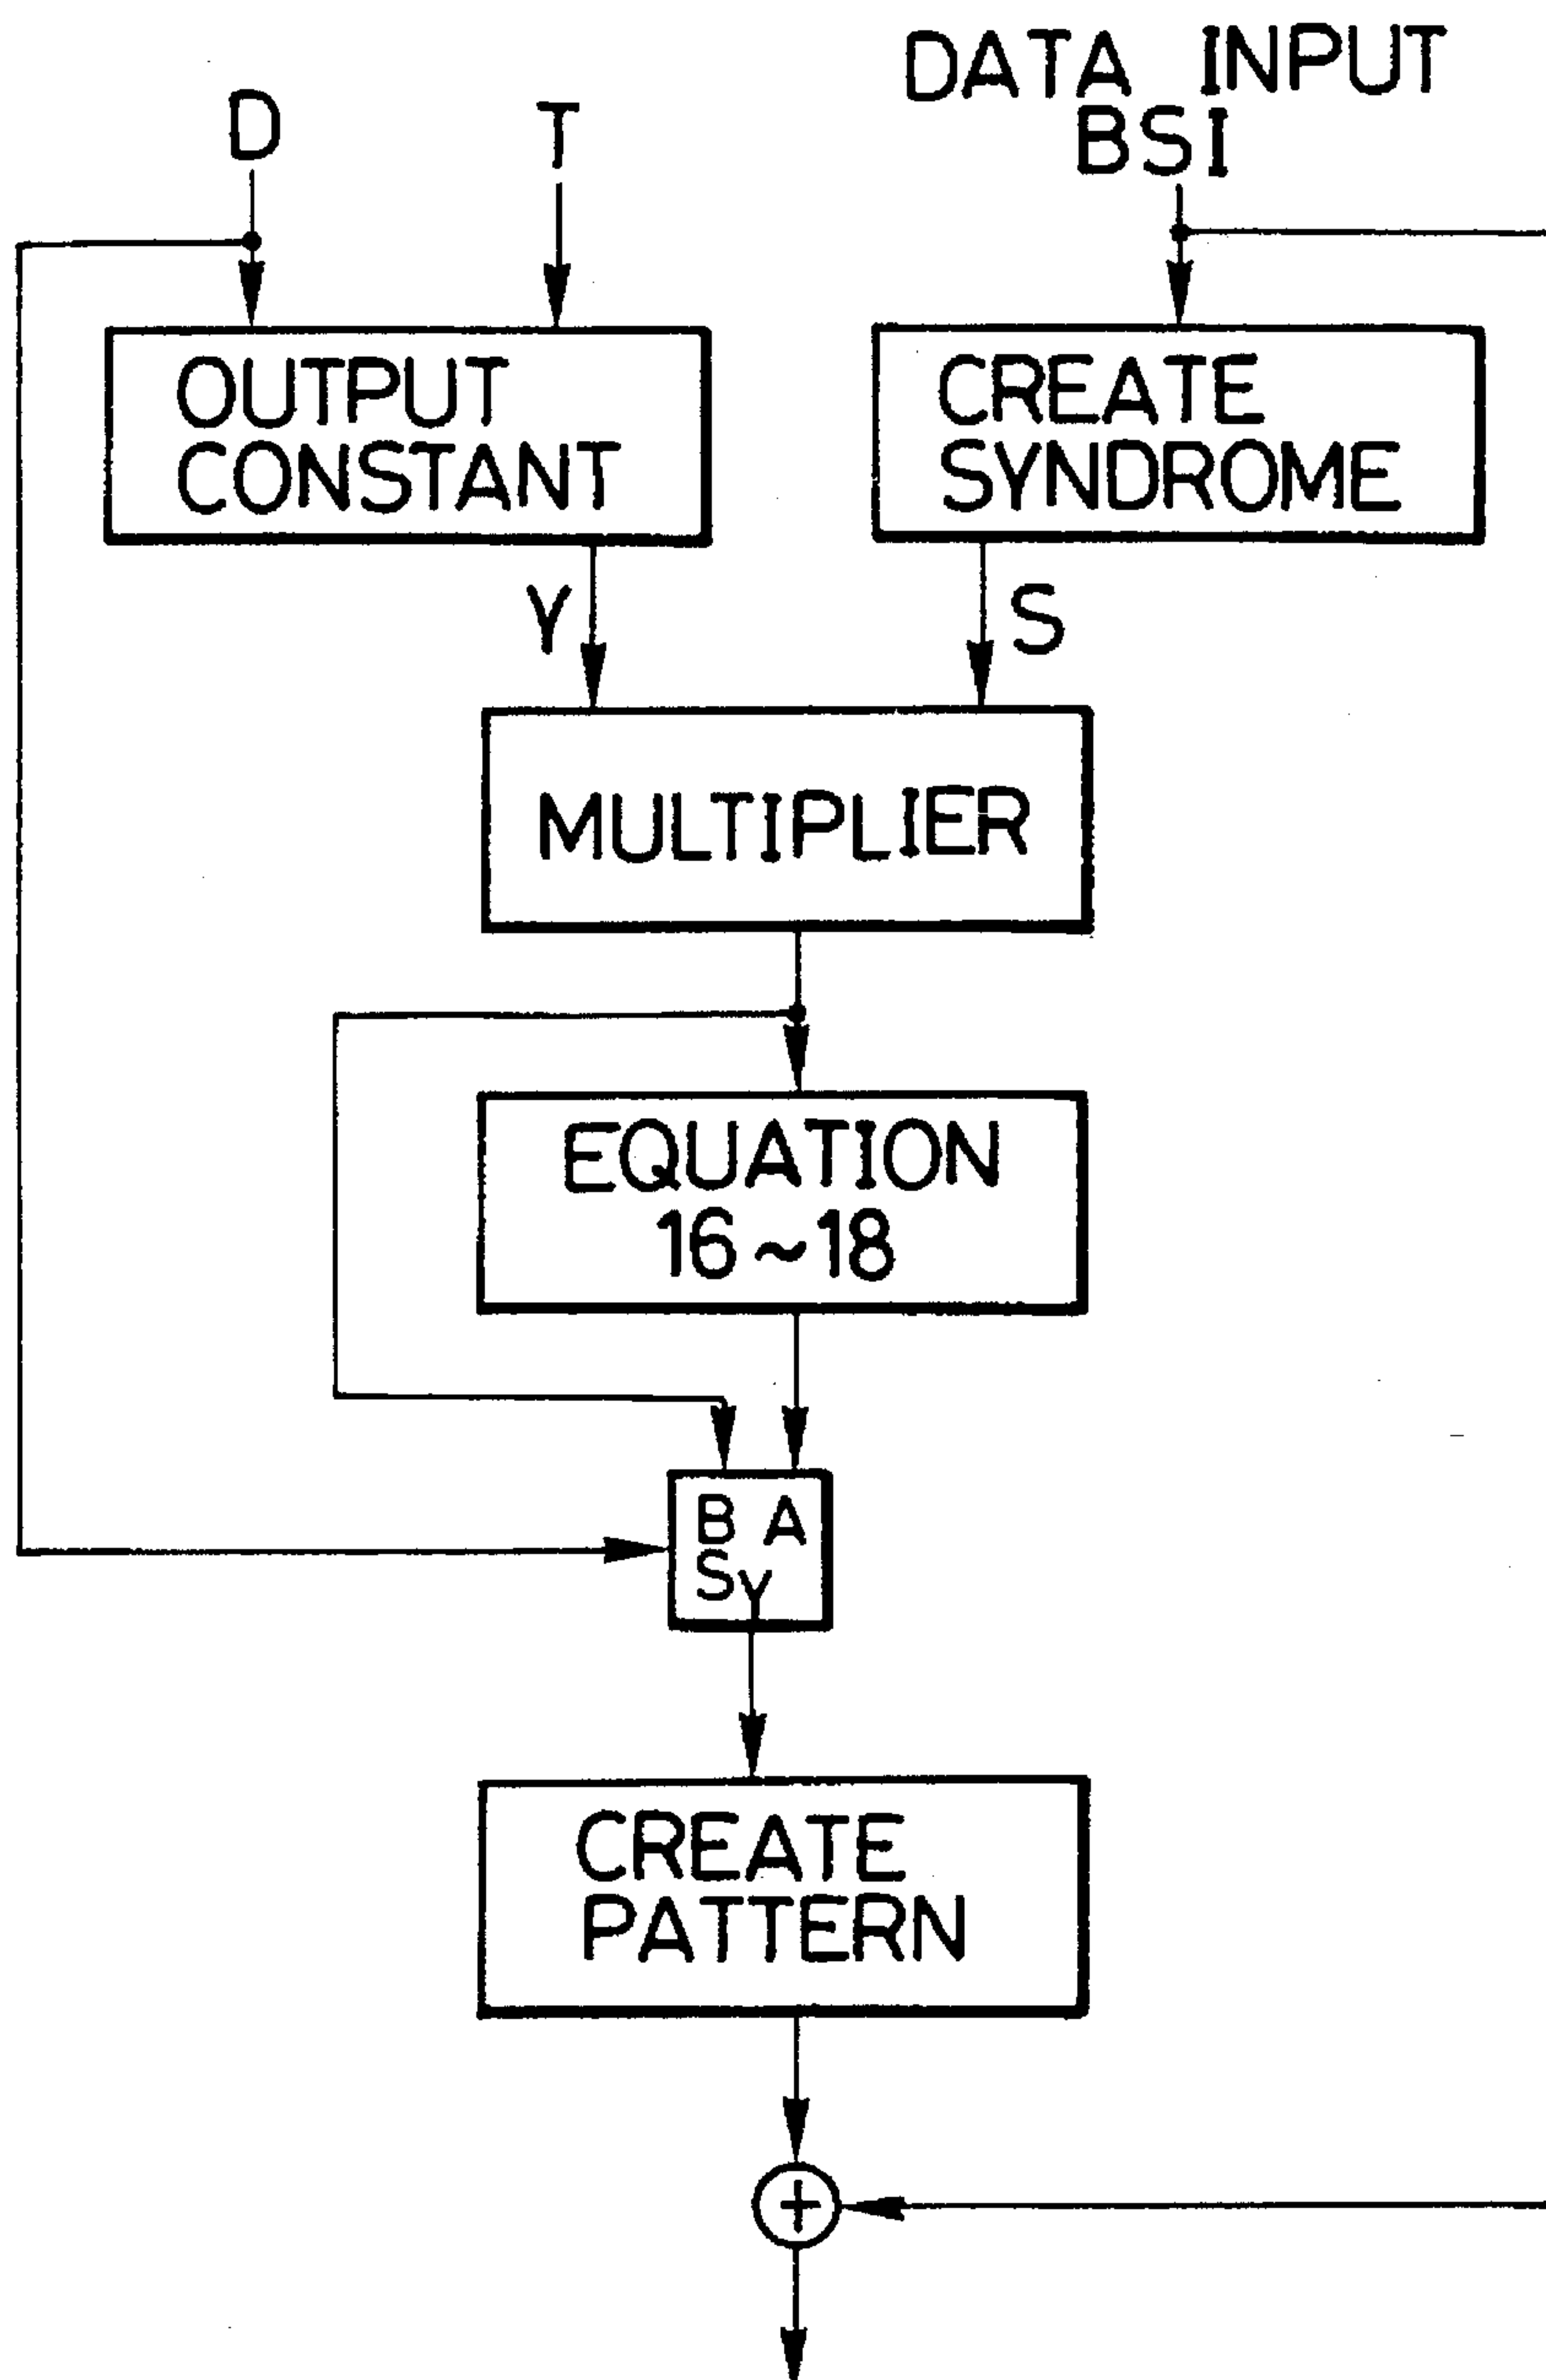 DATA INPUT
BSI
D
T
OUTPUT
CONSTANT
CREATE
SYNDROME
Y
S
MULTIPLIER
EQUATION
16~18
B A
SY
CREATE
PATTERN
+